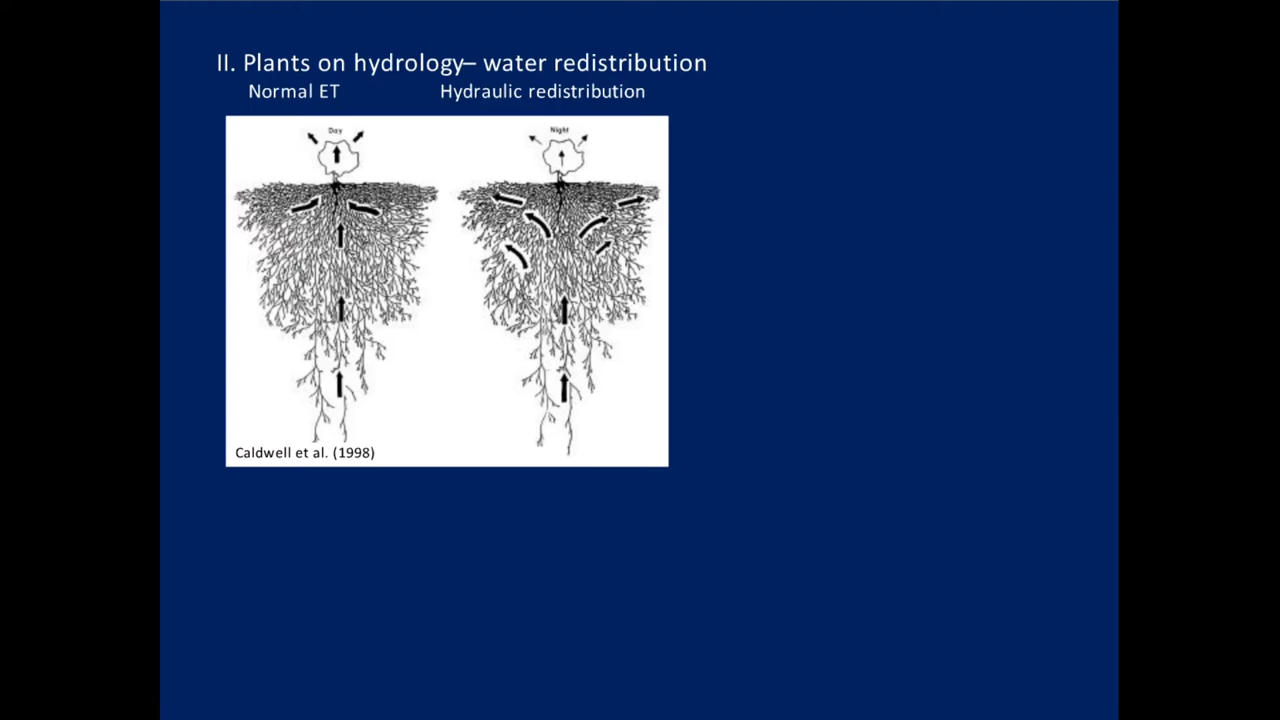 II. Plants on hydrology– water redistribution
Normal ET
Hydraulic redistribution
Day
Night
Caldwell et al. (1998)